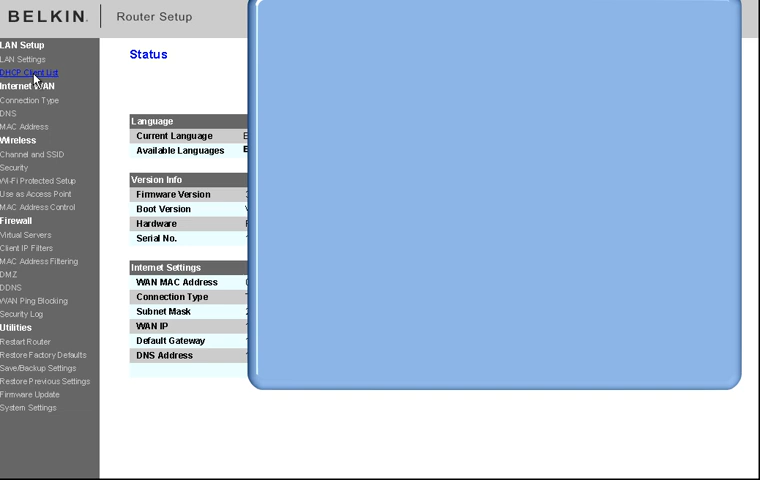 BELKIN. Router Setup
LAN Setup
LAN Settings
DHCP Client List
Internet WAN
Connection Type
DNS
MAC Address
Wireless
Channel and SSID
Security
Wi-Fi Protected Setup
Use as Access Point
MAC Address Control
Firewall
Virtual Servers
Client IP Filters
MAC Address Filtering
DMZ
DDNS
WAN Ping Blocking
Security Log
Utilities
Restart Router
Restore Factory Defaults
Save/Backup Settings
Restore Previous Settings
Firmware Update
System Settings
Status
Language
Current Language
Available Languages
Version Info
Firmware Version
Boot Version
Hardware
Serial No.
Internet Settings
WAN MAC Address
Connection Type
Subnet Mask
WAN IP
Default Gateway
DNS Address